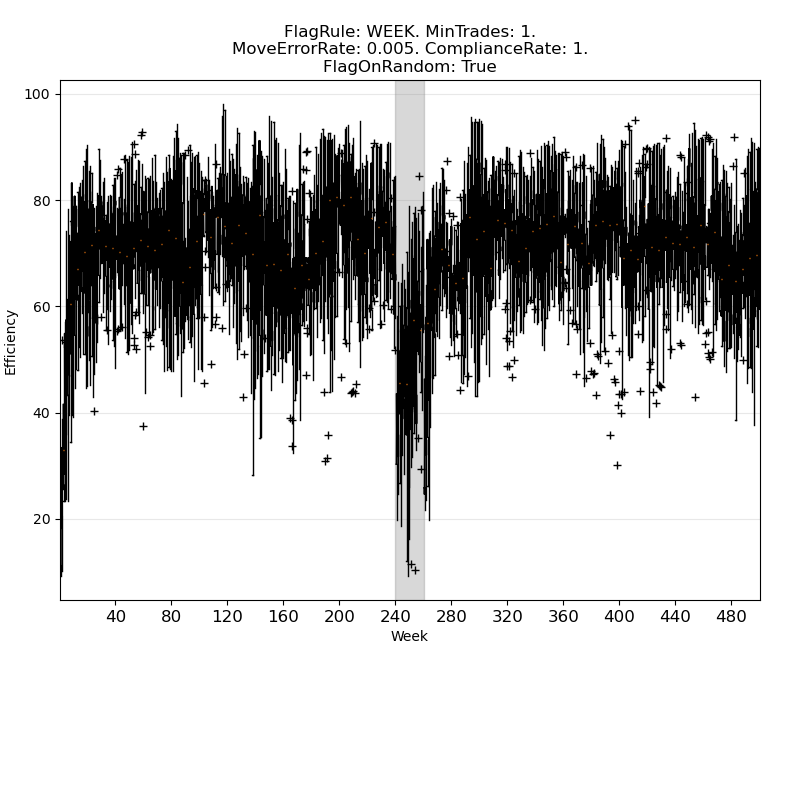 FlagRule: WEEK. MinTrades: 1.
MoveErrorRate: 0.005. ComplianceRate: 1.
FlagOnRandom: True
100
80
60
40
20
Efficiency
40 80 120 160 200 240 280 320 360 400 440 480
Week